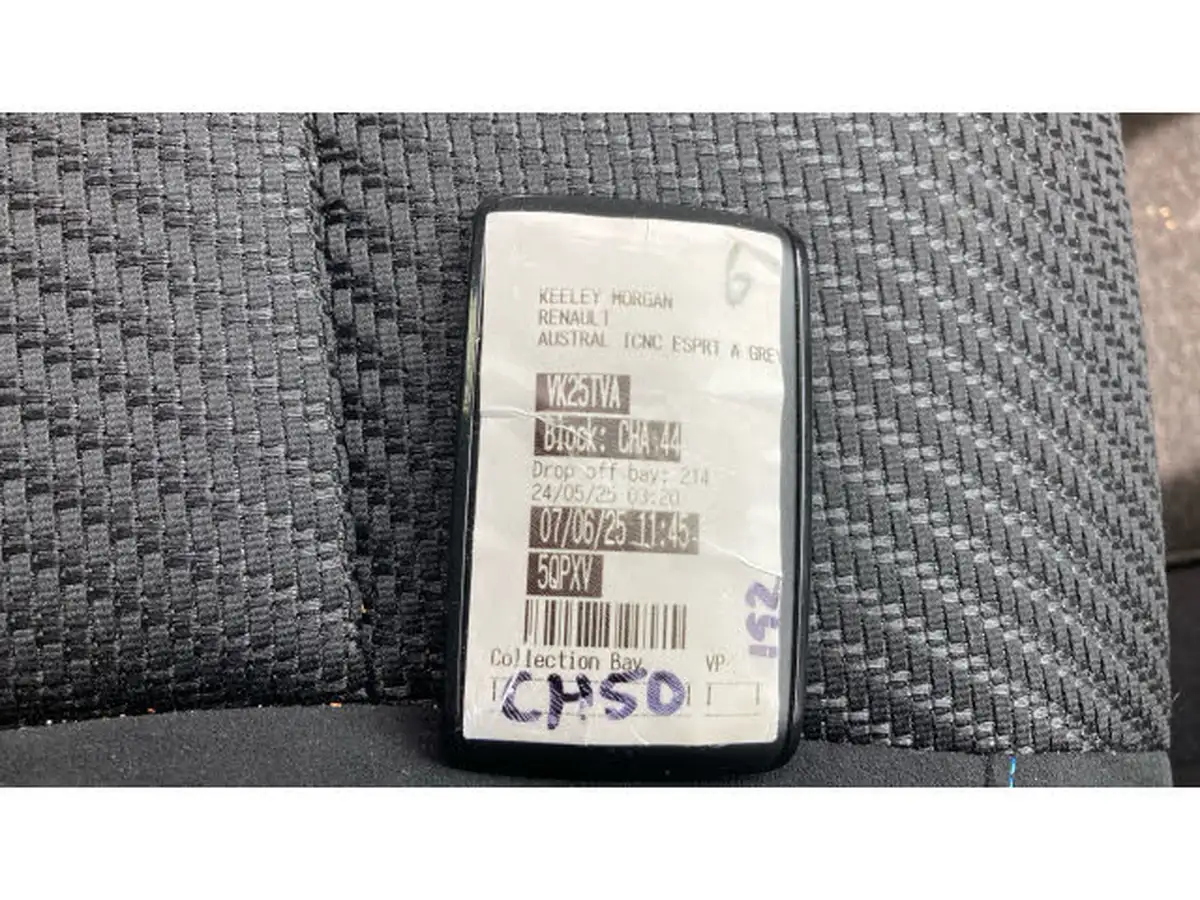 KEELEY MORGAN
RENAULT
AUSTRAL ICNC ESPRT A GREY
VK25TVA
Block: CHA 44
Drop off bay: 214
24/05/25 03:20
07/06/25 11:45
5QPXV
192
Collection Bay VP
CH50